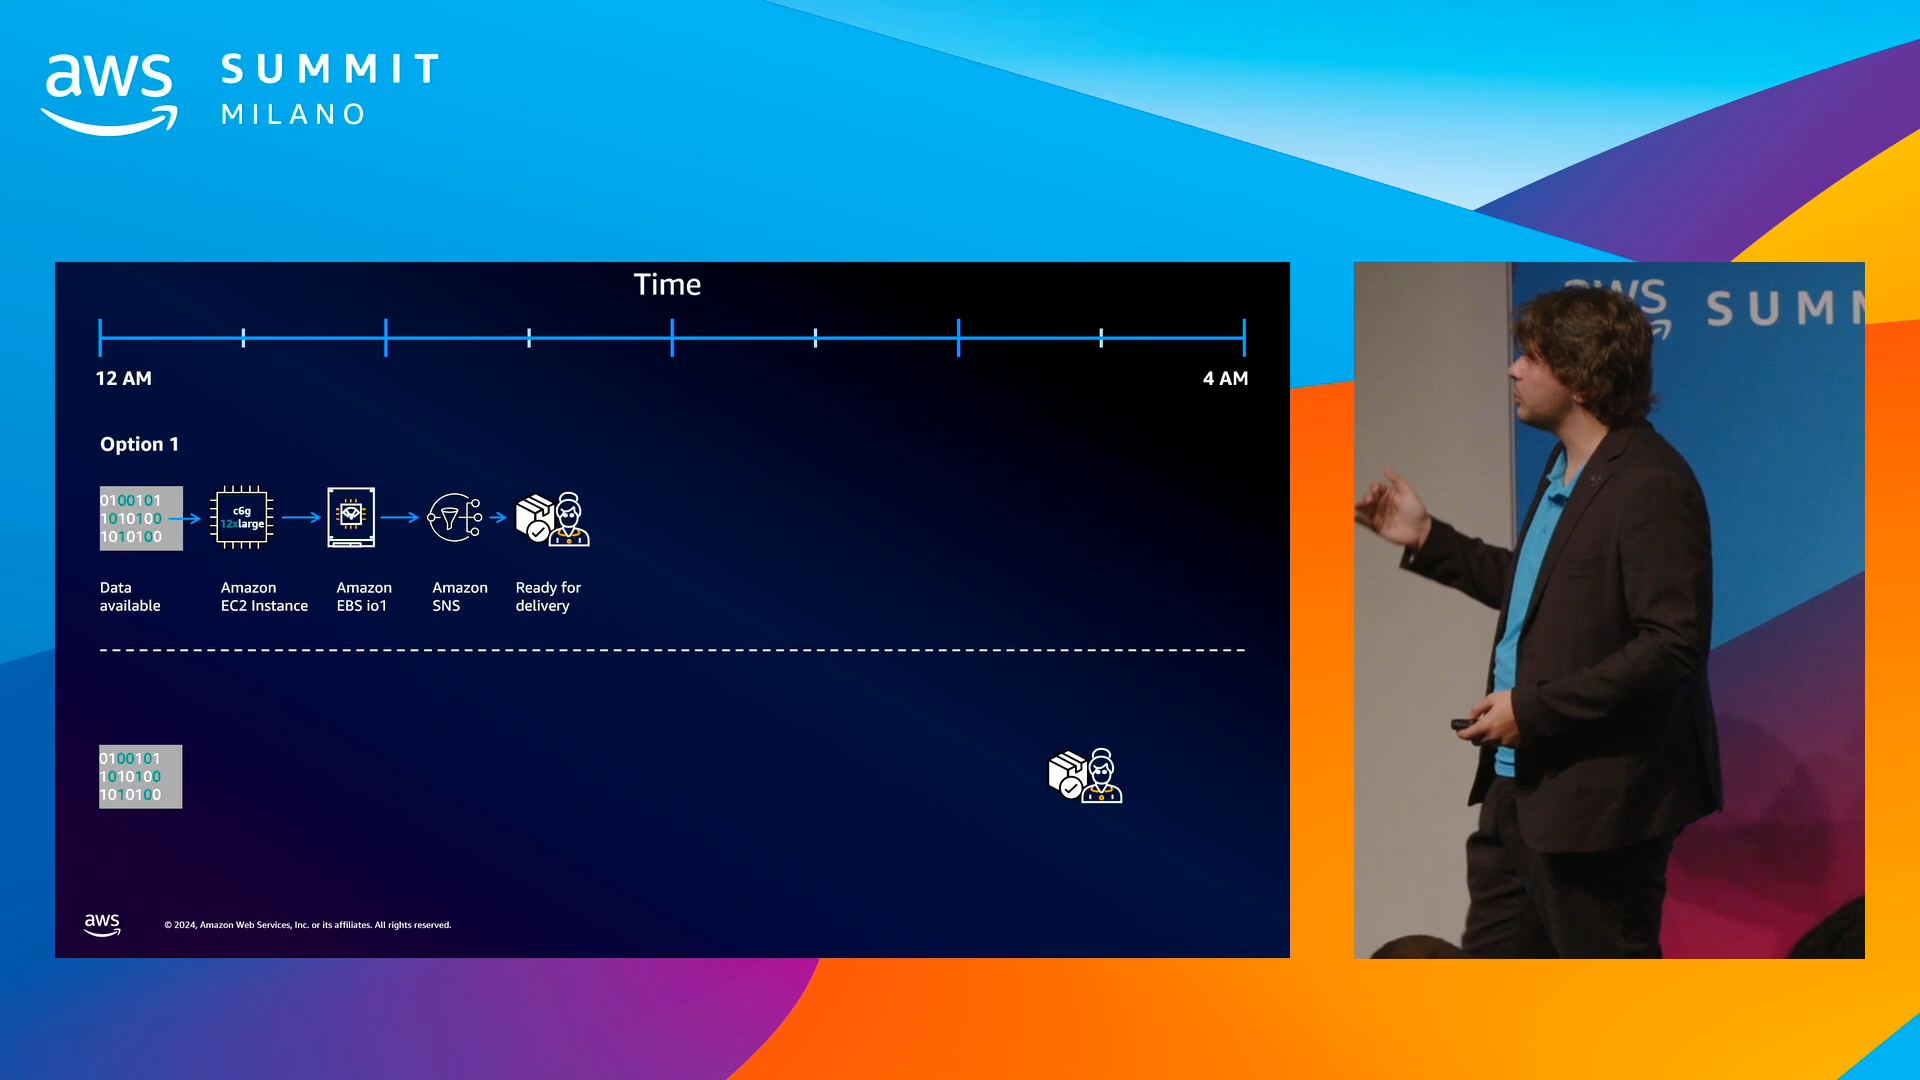 aws
SUMMIT
MILANO
Time
12 AM
4 AM
Option 1
0100101
1010100
1010100
c6g
12xlarge
Data
available
Amazon
EC2 Instance
Amazon
EBS io1
Amazon
SNS
Ready for
delivery
0100101
1010100
1010100
aws
© 2024, Amazon Web Services, Inc. or its affiliates. All rights reserved.
aws
SUMM